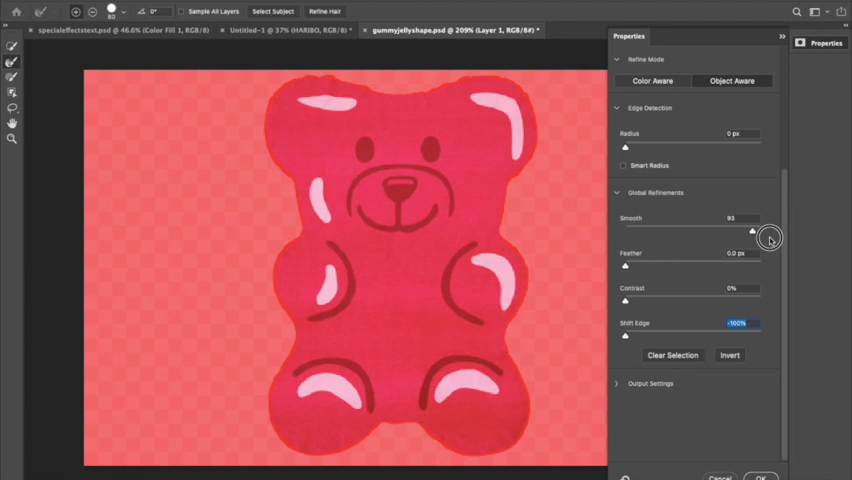 80
0°
Sample All Layers
Select Subject
Refine Hair
specialeffectstext.psd @ 46.6% (Color Fill 1, RGB/8)
Untitled-1 @ 37% (HARIBO, RGB/8) *
gummyjellyshape.psd @ 209% (Layer 1, RGB/8#) *
Properties
Properties
Refine Mode
Color Aware
Object Aware
Edge Detection
Radius
0 px
Smart Radius
Global Refinements
Smooth
93
Feather
0.0 px
Contrast
0%
Shift Edge
-100%
Clear Selection
Invert
Output Settings
Cancel
OK